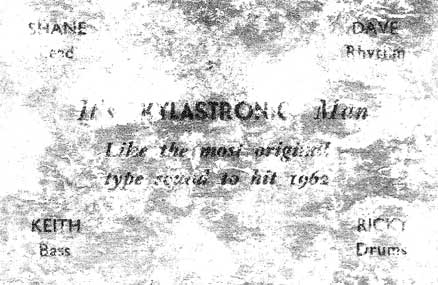 SHANE DAVE
Lead Rhythm
It's KYLASTRONIC Man
Like the most original
type sound to hit 1962
KEITH RICKY
Bass Drums